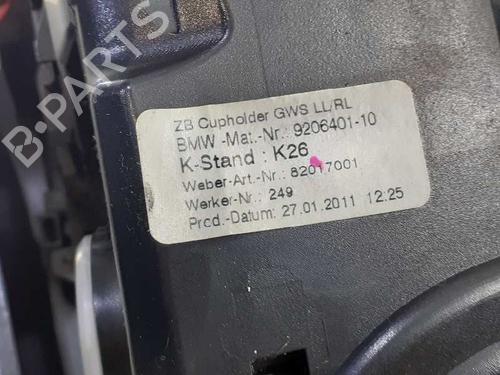 ZB Cupholder GWS LL/RL
BMW -Mat.-Nr.: 9206401-10
K-Stand : K26
Weber-Art.-Nr.: 82017001
Werker-Nr.: 249
Prod.-Datum: 27.01.2011 12:25
B-PARTS